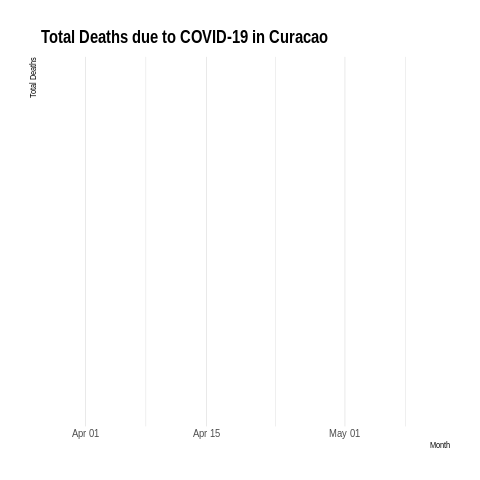 Total Deaths due to COVID-19 in Curacao
Total Deaths
Apr 01
Apr 15
May 01
Month